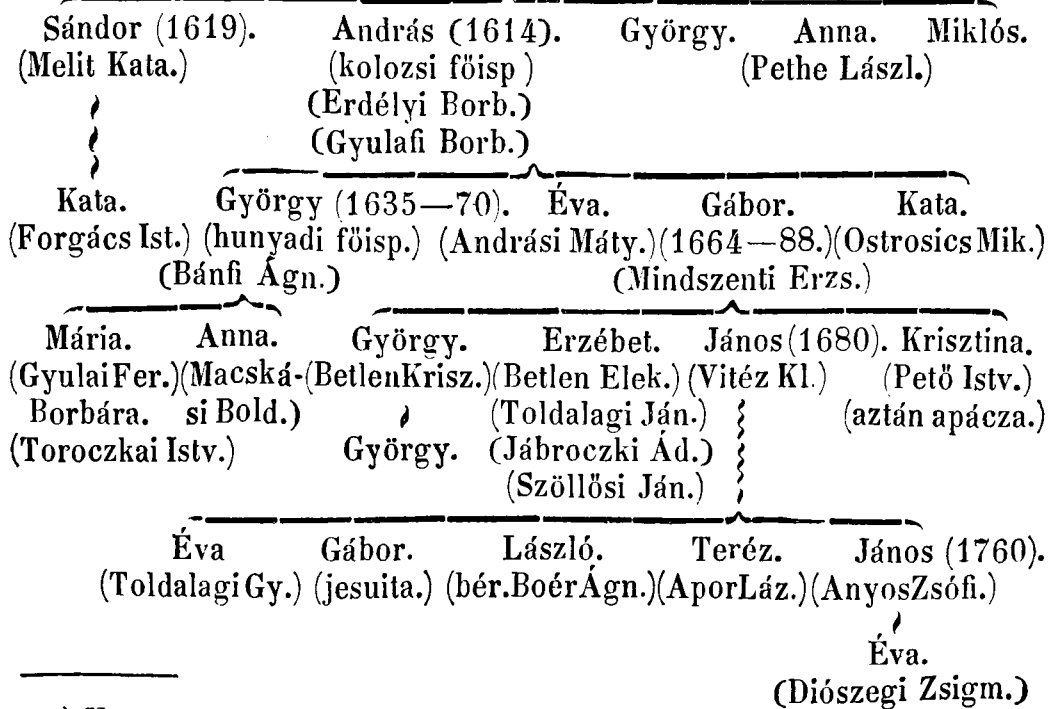 Sándor (1619). András (1614). György. Anna. Miklós.
(Melit Kata.) (kolozsi főisp ) (Pethe Lászl.)
(Erdélyi Borb.)
(Gyulafi Borb.)
Kata. György (1635—70). Éva. Gábor. Kata.
(Forgács Ist.) (hunyadi főisp.) (Andrási Máty.)(1664—88.)(Ostrosics Mik.)
(Bánfi Ágn.) (Mindszenti Erzs.)
Mária. Anna. György. Erzébet. János (1680). Krisztina.
(Gyulai Fer.)(Macská-(Betlen Krisz.)(Betlen Elek.) (Vitéz Kl.) (Pető Istv.)
Borbára. si Bold.) (Toldalagi Ján.) (aztán apácza.)
(Toroczkai Istv.) György. (Jábroczki Ád.)
(Szöllősi Ján.)
Éva Gábor. László. Teréz. János (1760).
(Toldalagi Gy.) (jesuita.) (bér.Boér Ágn.)(Apor Láz.)(Anyos Zsófi.)
Éva.
(Diószegi Zsigm.)